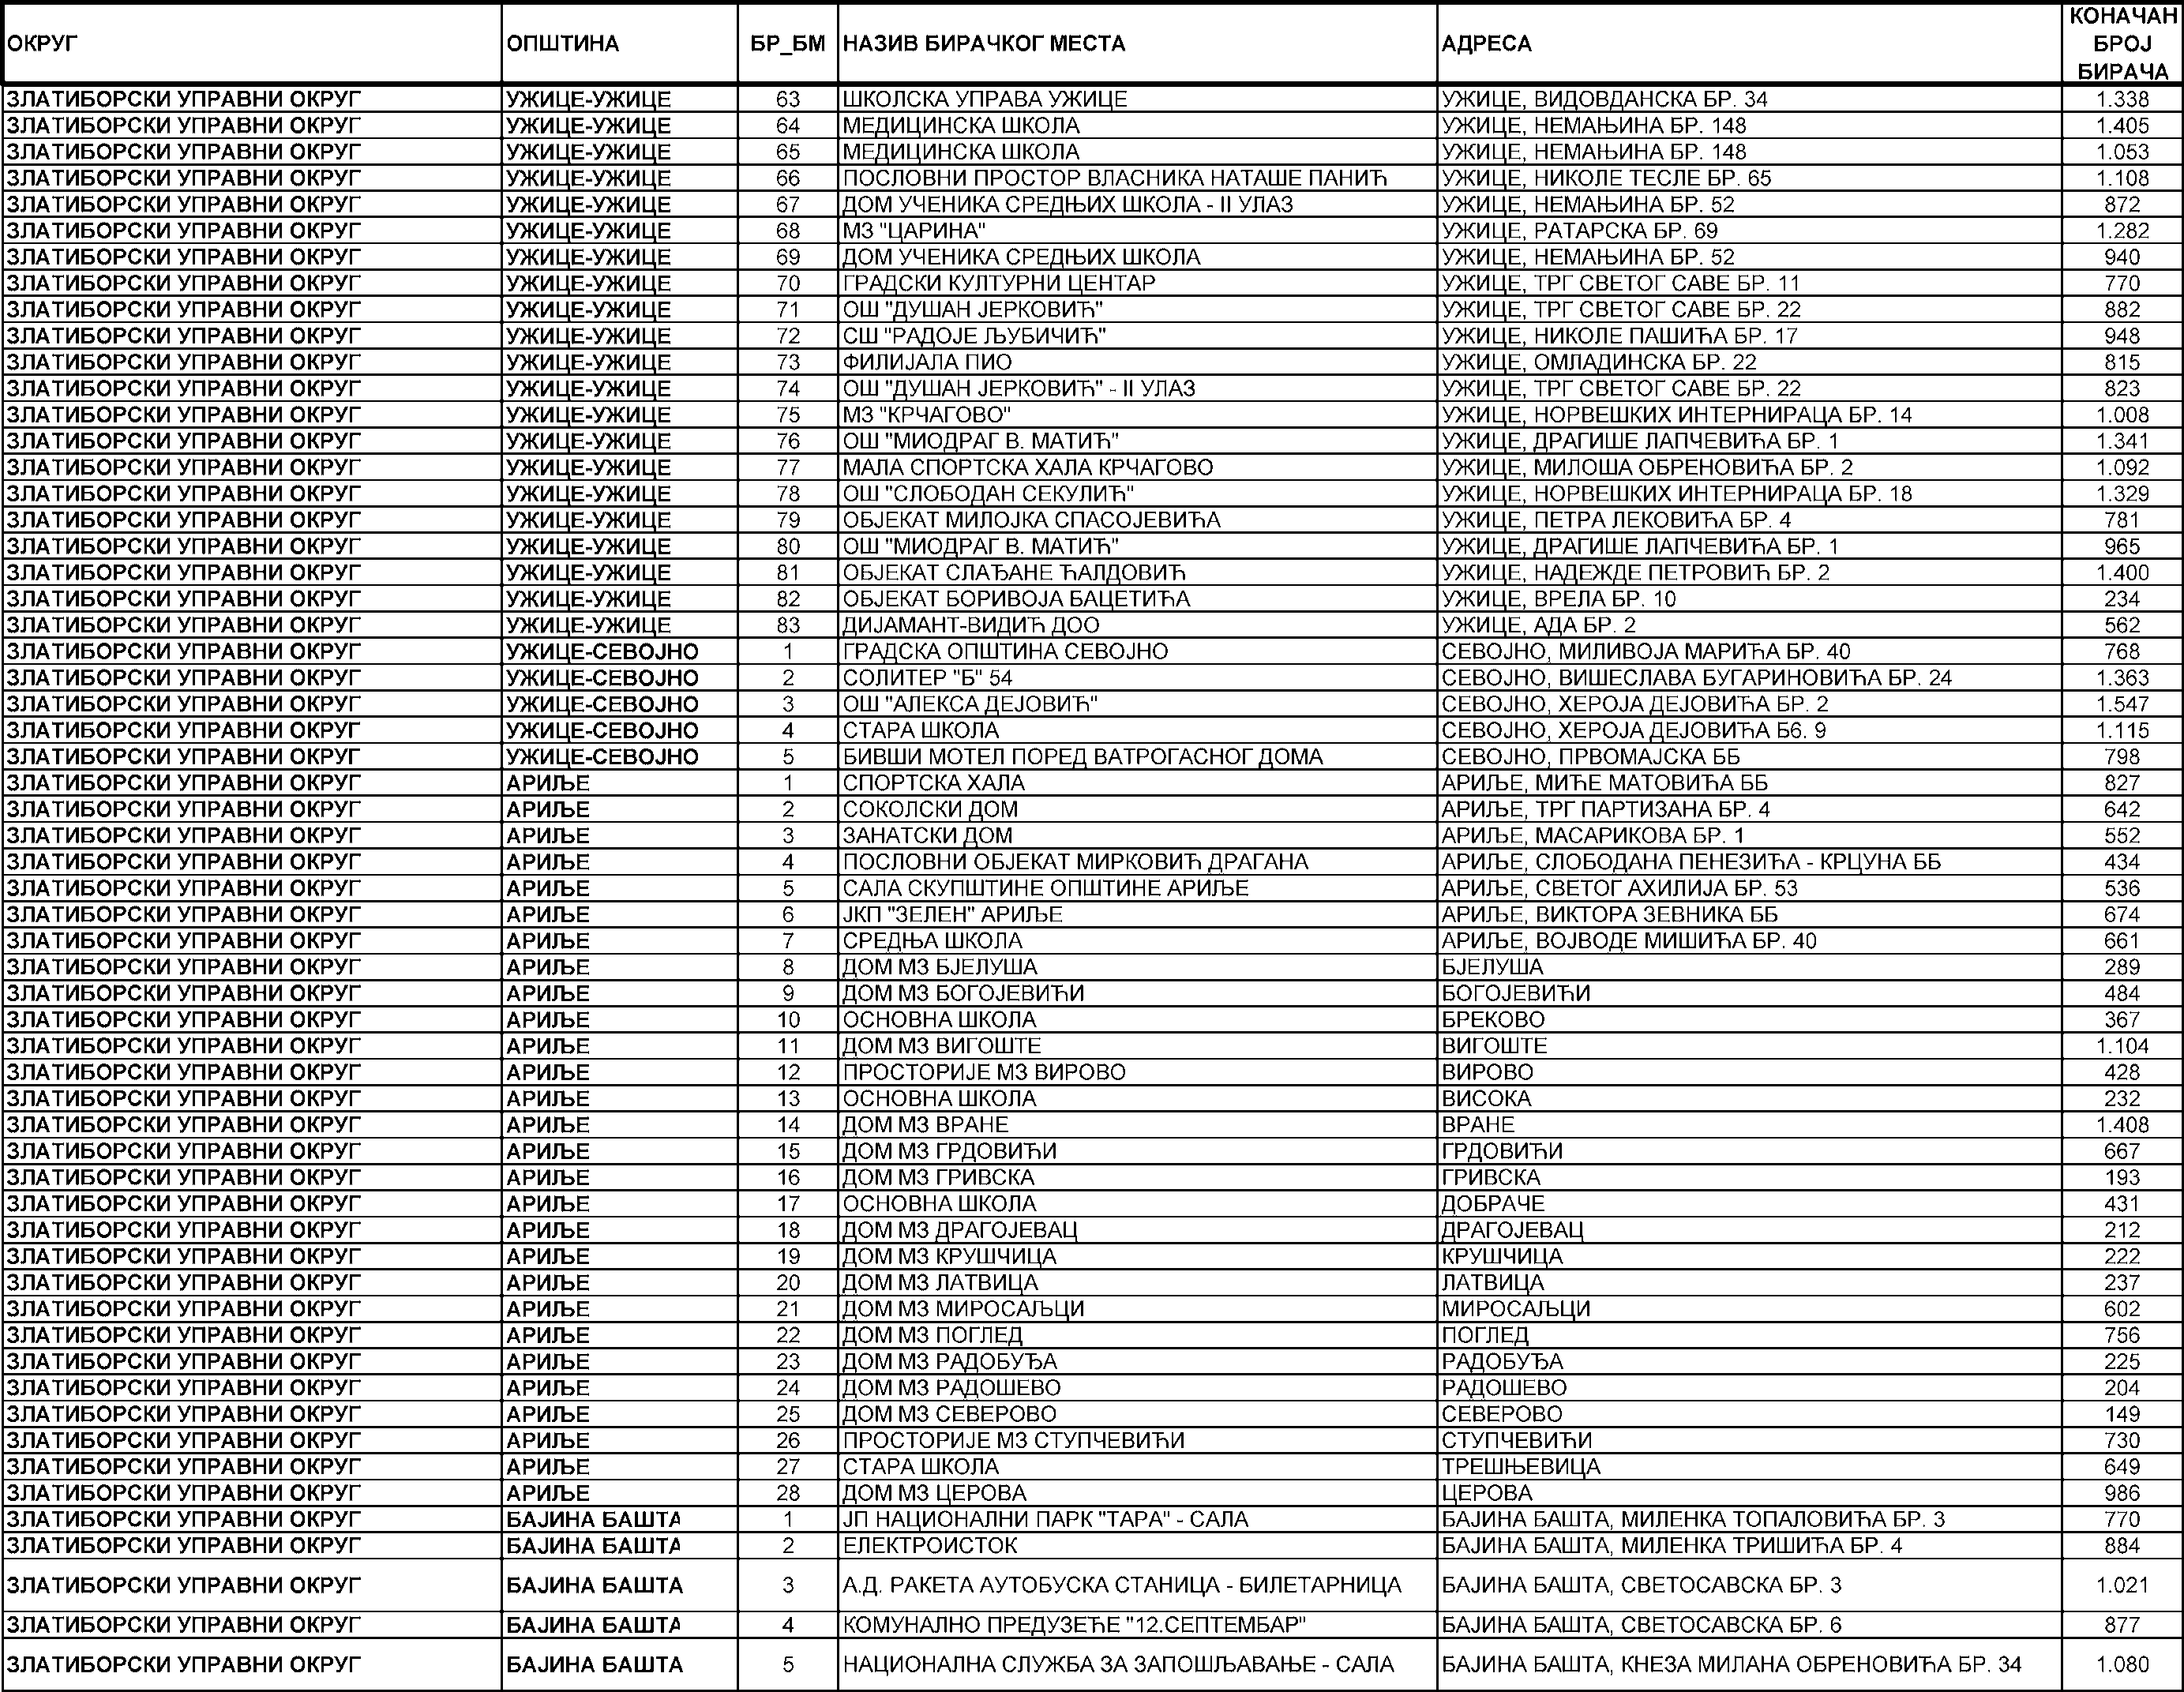 ОКРУГ ОПШТИНА БР_БМ НАЗИВ БИРАЧКОГ МЕСТА АДРЕСА КОНАЧАН БРОЈ БИРАЧА
ЗЛАТИБОРСКИ УПРАВНИ ОКРУГ УЖИЦЕ-УЖИЦЕ 63 ШКОЛСКА УПРАВА УЖИЦЕ УЖИЦЕ, ВИДОВДАНСКА БР. 34 1.338
ЗЛАТИБОРСКИ УПРАВНИ ОКРУГ УЖИЦЕ-УЖИЦЕ 64 МЕДИЦИНСКА ШКОЛА УЖИЦЕ, НЕМАЊИНА БР. 148 1.405
ЗЛАТИБОРСКИ УПРАВНИ ОКРУГ УЖИЦЕ-УЖИЦЕ 65 МЕДИЦИНСКА ШКОЛА УЖИЦЕ, НЕМАЊИНА БР. 148 1.053
ЗЛАТИБОРСКИ УПРАВНИ ОКРУГ УЖИЦЕ-УЖИЦЕ 66 ПОСЛОВНИ ПРОСТОР ВЛАСНИКА НАТАШЕ ПАНИЋ УЖИЦЕ, НИКОЛЕ ТЕСЛЕ БР. 65 1.108
ЗЛАТИБОРСКИ УПРАВНИ ОКРУГ УЖИЦЕ-УЖИЦЕ 67 ДОМ УЧЕНИКА СРЕДЊИХ ШКОЛА - II УЛАЗ УЖИЦЕ, НЕМАЊИНА БР. 52 872
ЗЛАТИБОРСКИ УПРАВНИ ОКРУГ УЖИЦЕ-УЖИЦЕ 68 МЗ "ЦАРИНА" УЖИЦЕ, РАТАРСКА БР. 69 1.282
ЗЛАТИБОРСКИ УПРАВНИ ОКРУГ УЖИЦЕ-УЖИЦЕ 69 ДОМ УЧЕНИКА СРЕДЊИХ ШКОЛА УЖИЦЕ, НЕМАЊИНА БР. 52 940
ЗЛАТИБОРСКИ УПРАВНИ ОКРУГ УЖИЦЕ-УЖИЦЕ 70 ГРАДСКИ КУЛТУРНИ ЦЕНТАР УЖИЦЕ, ТРГ СВЕТОГ САВЕ БР. 11 770
ЗЛАТИБОРСКИ УПРАВНИ ОКРУГ УЖИЦЕ-УЖИЦЕ 71 ОШ "ДУШАН ЈЕРКОВИЋ" УЖИЦЕ, ТРГ СВЕТОГ САВЕ БР. 22 882
ЗЛАТИБОРСКИ УПРАВНИ ОКРУГ УЖИЦЕ-УЖИЦЕ 72 СШ "РАДОЈЕ ЉУБИЧИЋ" УЖИЦЕ, НИКОЛЕ ПАШИЋА БР. 17 948
ЗЛАТИБОРСКИ УПРАВНИ ОКРУГ УЖИЦЕ-УЖИЦЕ 73 ФИЛИЈАЛА ПИО УЖИЦЕ, ОМЛАДИНСКА БР. 22 815
ЗЛАТИБОРСКИ УПРАВНИ ОКРУГ УЖИЦЕ-УЖИЦЕ 74 ОШ "ДУШАН ЈЕРКОВИЋ" - II УЛАЗ УЖИЦЕ, ТРГ СВЕТОГ САВЕ БР. 22 823
ЗЛАТИБОРСКИ УПРАВНИ ОКРУГ УЖИЦЕ-УЖИЦЕ 75 МЗ "КРЧАГОВО" УЖИЦЕ, НОРВЕШКИХ ИНТЕРНИРАЦА БР. 14 1.008
ЗЛАТИБОРСКИ УПРАВНИ ОКРУГ УЖИЦЕ-УЖИЦЕ 76 ОШ "МИОДРАГ В. МАТИЋ" УЖИЦЕ, ДРАГИШЕ ЛАПЧЕВИЋА БР. 1 1.341
ЗЛАТИБОРСКИ УПРАВНИ ОКРУГ УЖИЦЕ-УЖИЦЕ 77 МАЛА СПОРТСКА ХАЛА КРЧАГОВО УЖИЦЕ, МИЛОША ОБРЕНОВИЋА БР. 2 1.092
ЗЛАТИБОРСКИ УПРАВНИ ОКРУГ УЖИЦЕ-УЖИЦЕ 78 ОШ "СЛОБОДАН СЕКУЛИЋ" УЖИЦЕ, НОРВЕШКИХ ИНТЕРНИРАЦА БР. 18 1.329
ЗЛАТИБОРСКИ УПРАВНИ ОКРУГ УЖИЦЕ-УЖИЦЕ 79 ОБЈЕКАТ МИЛОЈКА СПАСОЈЕВИЋА УЖИЦЕ, ПЕТРА ЛЕКОВИЋА БР. 4 781
ЗЛАТИБОРСКИ УПРАВНИ ОКРУГ УЖИЦЕ-УЖИЦЕ 80 ОШ "МИОДРАГ В. МАТИЋ" УЖИЦЕ, ДРАГИШЕ ЛАПЧЕВИЋА БР. 1 965
ЗЛАТИБОРСКИ УПРАВНИ ОКРУГ УЖИЦЕ-УЖИЦЕ 81 ОБЈЕКАТ СЛАЂАНЕ ЋАЛДОВИЋ УЖИЦЕ, НАДЕЖДЕ ПЕТРОВИЋ БР. 2 1.400
ЗЛАТИБОРСКИ УПРАВНИ ОКРУГ УЖИЦЕ-УЖИЦЕ 82 ОБЈЕКАТ БОРИВОЈА БАЦЕТИЋА УЖИЦЕ, ВРЕЛА БР. 10 234
ЗЛАТИБОРСКИ УПРАВНИ ОКРУГ УЖИЦЕ-УЖИЦЕ 83 ДИЈАМАНТ-ВИДИЋ ДОО УЖИЦЕ, АДА БР. 2 562
ЗЛАТИБОРСКИ УПРАВНИ ОКРУГ УЖИЦЕ-СЕВОЈНО 1 ГРАДСКА ОПШТИНА СЕВОЈНО СЕВОЈНО, МИЛИВОЈА МАРИЋА БР. 40 768
ЗЛАТИБОРСКИ УПРАВНИ ОКРУГ УЖИЦЕ-СЕВОЈНО 2 СОЛИТЕР "Б" 54 СЕВОЈНО, ВИШЕСЛАВА БУГАРИНОВИЋА БР. 24 1.363
ЗЛАТИБОРСКИ УПРАВНИ ОКРУГ УЖИЦЕ-СЕВОЈНО 3 ОШ "АЛЕКСА ДЕЈОВИЋ" СЕВОЈНО, ХЕРОЈА ДЕЈОВИЋА БР. 2 1.547
ЗЛАТИБОРСКИ УПРАВНИ ОКРУГ УЖИЦЕ-СЕВОЈНО 4 СТАРА ШКОЛА СЕВОЈНО, ХЕРОЈА ДЕЈОВИЋА Б6. 9 1.115
ЗЛАТИБОРСКИ УПРАВНИ ОКРУГ УЖИЦЕ-СЕВОЈНО 5 БИВШИ МОТЕЛ ПОРЕД ВАТРОГАСНОГ ДОМА СЕВОЈНО, ПРВОМАЈСКА ББ 798
ЗЛАТИБОРСКИ УПРАВНИ ОКРУГ АРИЉЕ 1 СПОРТСКА ХАЛА АРИЉЕ, МИЋЕ МАТОВИЋА ББ 827
ЗЛАТИБОРСКИ УПРАВНИ ОКРУГ АРИЉЕ 2 СОКОЛСКИ ДОМ АРИЉЕ, ТРГ ПАРТИЗАНА БР. 4 642
ЗЛАТИБОРСКИ УПРАВНИ ОКРУГ АРИЉЕ 3 ЗАНАТСКИ ДОМ АРИЉЕ, МАСАРИКОВА БР. 1 552
ЗЛАТИБОРСКИ УПРАВНИ ОКРУГ АРИЉЕ 4 ПОСЛОВНИ ОБЈЕКАТ МИРКОВИЋ ДРАГАНА АРИЉЕ, СЛОБОДАНА ПЕНЕЗИЋА - КРЦУНА ББ 434
ЗЛАТИБОРСКИ УПРАВНИ ОКРУГ АРИЉЕ 5 САЛА СКУПШТИНЕ ОПШТИНЕ АРИЉЕ АРИЉЕ, СВЕТОГ АХИЛИЈА БР. 53 536
ЗЛАТИБОРСКИ УПРАВНИ ОКРУГ АРИЉЕ 6 ЈКП "ЗЕЛЕН" АРИЉЕ АРИЉЕ, ВИКТОРА ЗЕВНИКА ББ 674
ЗЛАТИБОРСКИ УПРАВНИ ОКРУГ АРИЉЕ 7 СРЕДЊА ШКОЛА АРИЉЕ, ВОЈВОДЕ МИШИЋА БР. 40 661
ЗЛАТИБОРСКИ УПРАВНИ ОКРУГ АРИЉЕ 8 ДОМ МЗ БЈЕЛУША БЈЕЛУША 289
ЗЛАТИБОРСКИ УПРАВНИ ОКРУГ АРИЉЕ 9 ДОМ МЗ БОГОЈЕВИЋИ БОГОЈЕВИЋИ 484
ЗЛАТИБОРСКИ УПРАВНИ ОКРУГ АРИЉЕ 10 ОСНОВНА ШКОЛА БРЕКОВО 367
ЗЛАТИБОРСКИ УПРАВНИ ОКРУГ АРИЉЕ 11 ДОМ МЗ ВИГОШТЕ ВИГОШТЕ 1.104
ЗЛАТИБОРСКИ УПРАВНИ ОКРУГ АРИЉЕ 12 ПРОСТОРИЈЕ МЗ ВИРОВО ВИРОВО 428
ЗЛАТИБОРСКИ УПРАВНИ ОКРУГ АРИЉЕ 13 ОСНОВНА ШКОЛА ВИСОКА 232
ЗЛАТИБОРСКИ УПРАВНИ ОКРУГ АРИЉЕ 14 ДОМ МЗ ВРАНЕ ВРАНЕ 1.408
ЗЛАТИБОРСКИ УПРАВНИ ОКРУГ АРИЉЕ 15 ДОМ МЗ ГРДОВИЋИ ГРДОВИЋИ 667
ЗЛАТИБОРСКИ УПРАВНИ ОКРУГ АРИЉЕ 16 ДОМ МЗ ГРИВСКА ГРИВСКА 193
ЗЛАТИБОРСКИ УПРАВНИ ОКРУГ АРИЉЕ 17 ОСНОВНА ШКОЛА ДОБРАЧЕ 431
ЗЛАТИБОРСКИ УПРАВНИ ОКРУГ АРИЉЕ 18 ДОМ МЗ ДРАГОЈЕВАЦ ДРАГОЈЕВАЦ 212
ЗЛАТИБОРСКИ УПРАВНИ ОКРУГ АРИЉЕ 19 ДОМ МЗ КРУШЧИЦА КРУШЧИЦА 222
ЗЛАТИБОРСКИ УПРАВНИ ОКРУГ АРИЉЕ 20 ДОМ МЗ ЛАТВИЦА ЛАТВИЦА 237
ЗЛАТИБОРСКИ УПРАВНИ ОКРУГ АРИЉЕ 21 ДОМ МЗ МИРОСАЉЦИ МИРОСАЉЦИ 602
ЗЛАТИБОРСКИ УПРАВНИ ОКРУГ АРИЉЕ 22 ДОМ МЗ ПОГЛЕД ПОГЛЕД 756
ЗЛАТИБОРСКИ УПРАВНИ ОКРУГ АРИЉЕ 23 ДОМ МЗ РАДОБУЂА РАДОБУЂА 225
ЗЛАТИБОРСКИ УПРАВНИ ОКРУГ АРИЉЕ 24 ДОМ МЗ РАДОШЕВО РАДОШЕВО 204
ЗЛАТИБОРСКИ УПРАВНИ ОКРУГ АРИЉЕ 25 ДОМ МЗ СЕВЕРОВО СЕВЕРОВО 149
ЗЛАТИБОРСКИ УПРАВНИ ОКРУГ АРИЉЕ 26 ПРОСТОРИЈЕ МЗ СТУПЧЕВИЋИ СТУПЧЕВИЋИ 730
ЗЛАТИБОРСКИ УПРАВНИ ОКРУГ АРИЉЕ 27 СТАРА ШКОЛА ТРЕШЊЕВИЦА 649
ЗЛАТИБОРСКИ УПРАВНИ ОКРУГ АРИЉЕ 28 ДОМ МЗ ЦЕРОВА ЦЕРОВА 986
ЗЛАТИБОРСКИ УПРАВНИ ОКРУГ БАЈИНА БАШТА 1 ЈП НАЦИОНАЛНИ ПАРК "ТАРА" - САЛА БАЈИНА БАШТА, МИЛЕНКА ТОПАЛОВИЋА БР. 3 770
ЗЛАТИБОРСКИ УПРАВНИ ОКРУГ БАЈИНА БАШТА 2 ЕЛЕКТРОИСТОК БАЈИНА БАШТА, МИЛЕНКА ТРИШИЋА БР. 4 884
ЗЛАТИБОРСКИ УПРАВНИ ОКРУГ БАЈИНА БАШТА 3 А.Д. РАКЕТА АУТОБУСКА СТАНИЦА - БИЛЕТАРНИЦА БАЈИНА БАШТА, СВЕТОСАВСКА БР. 3 1.021
ЗЛАТИБОРСКИ УПРАВНИ ОКРУГ БАЈИНА БАШТА 4 КОМУНАЛНО ПРЕДУЗЕЋЕ "12.СЕПТЕМБАР" БАЈИНА БАШТА, СВЕТОСАВСКА БР. 6 877
ЗЛАТИБОРСКИ УПРАВНИ ОКРУГ БАЈИНА БАШТА 5 НАЦИОНАЛНА СЛУЖБА ЗА ЗАПОШЉАВАЊЕ - САЛА БАЈИНА БАШТА, КНЕЗА МИЛАНА ОБРЕНОВИЋА БР. 34 1.080